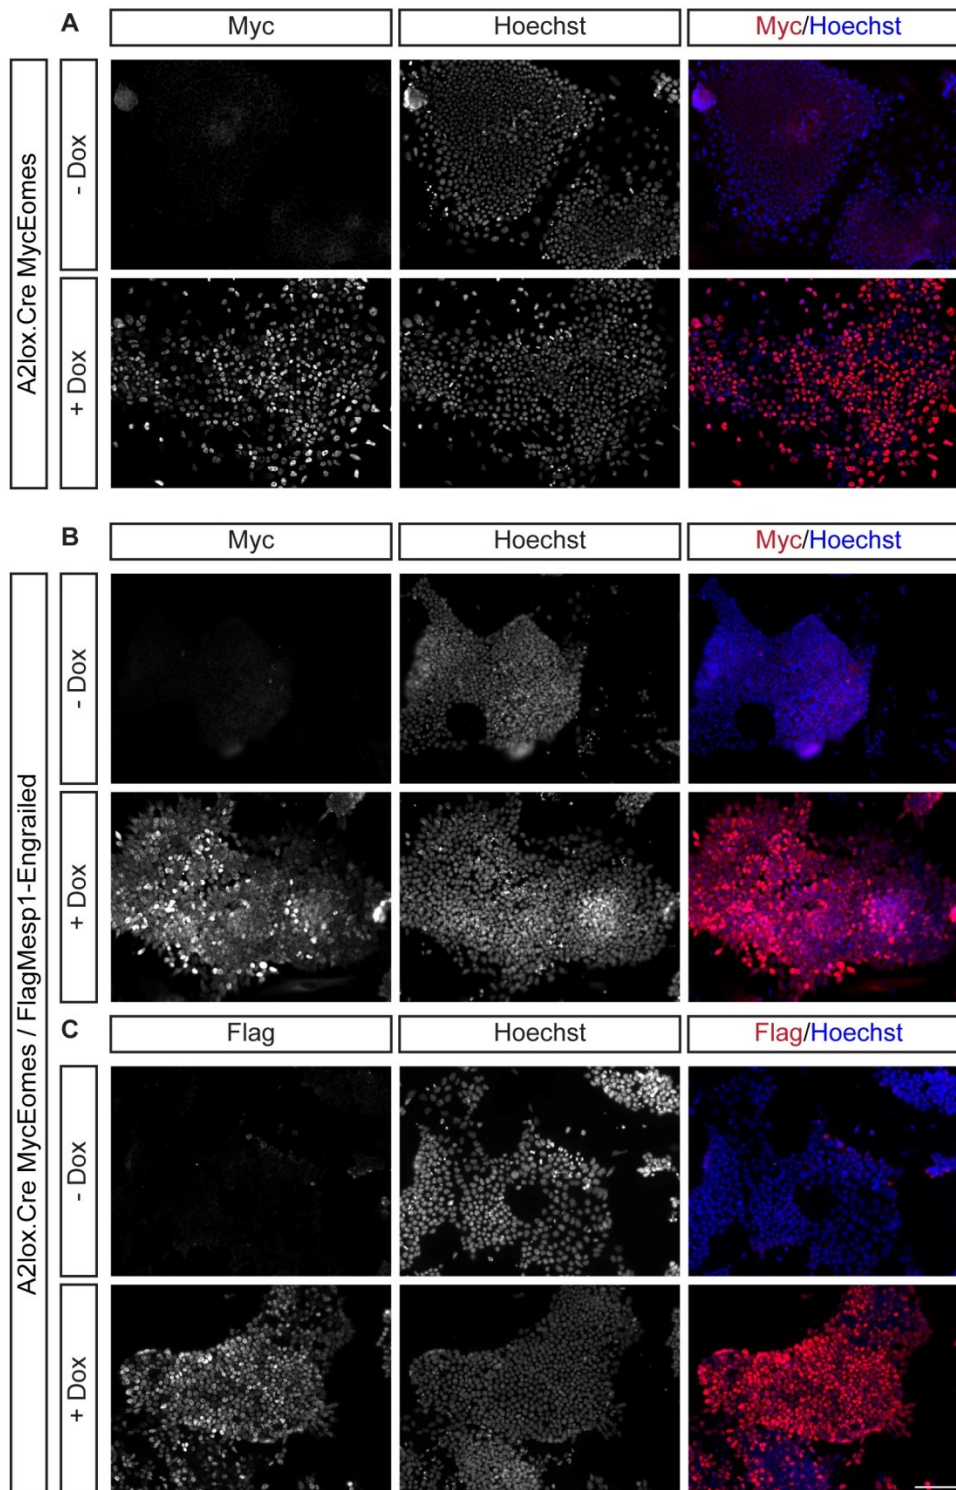 A
Myc
Hoechst
Myc/Hoechst
A2lox.Cre MycEomes
- Dox
+ Dox
B
Myc
Hoechst
Myc/Hoechst
A2lox.Cre MycEomes / FlagMesp1-Engrailed
- Dox
+ Dox
C
Flag
Hoechst
Flag/Hoechst
- Dox
+ Dox